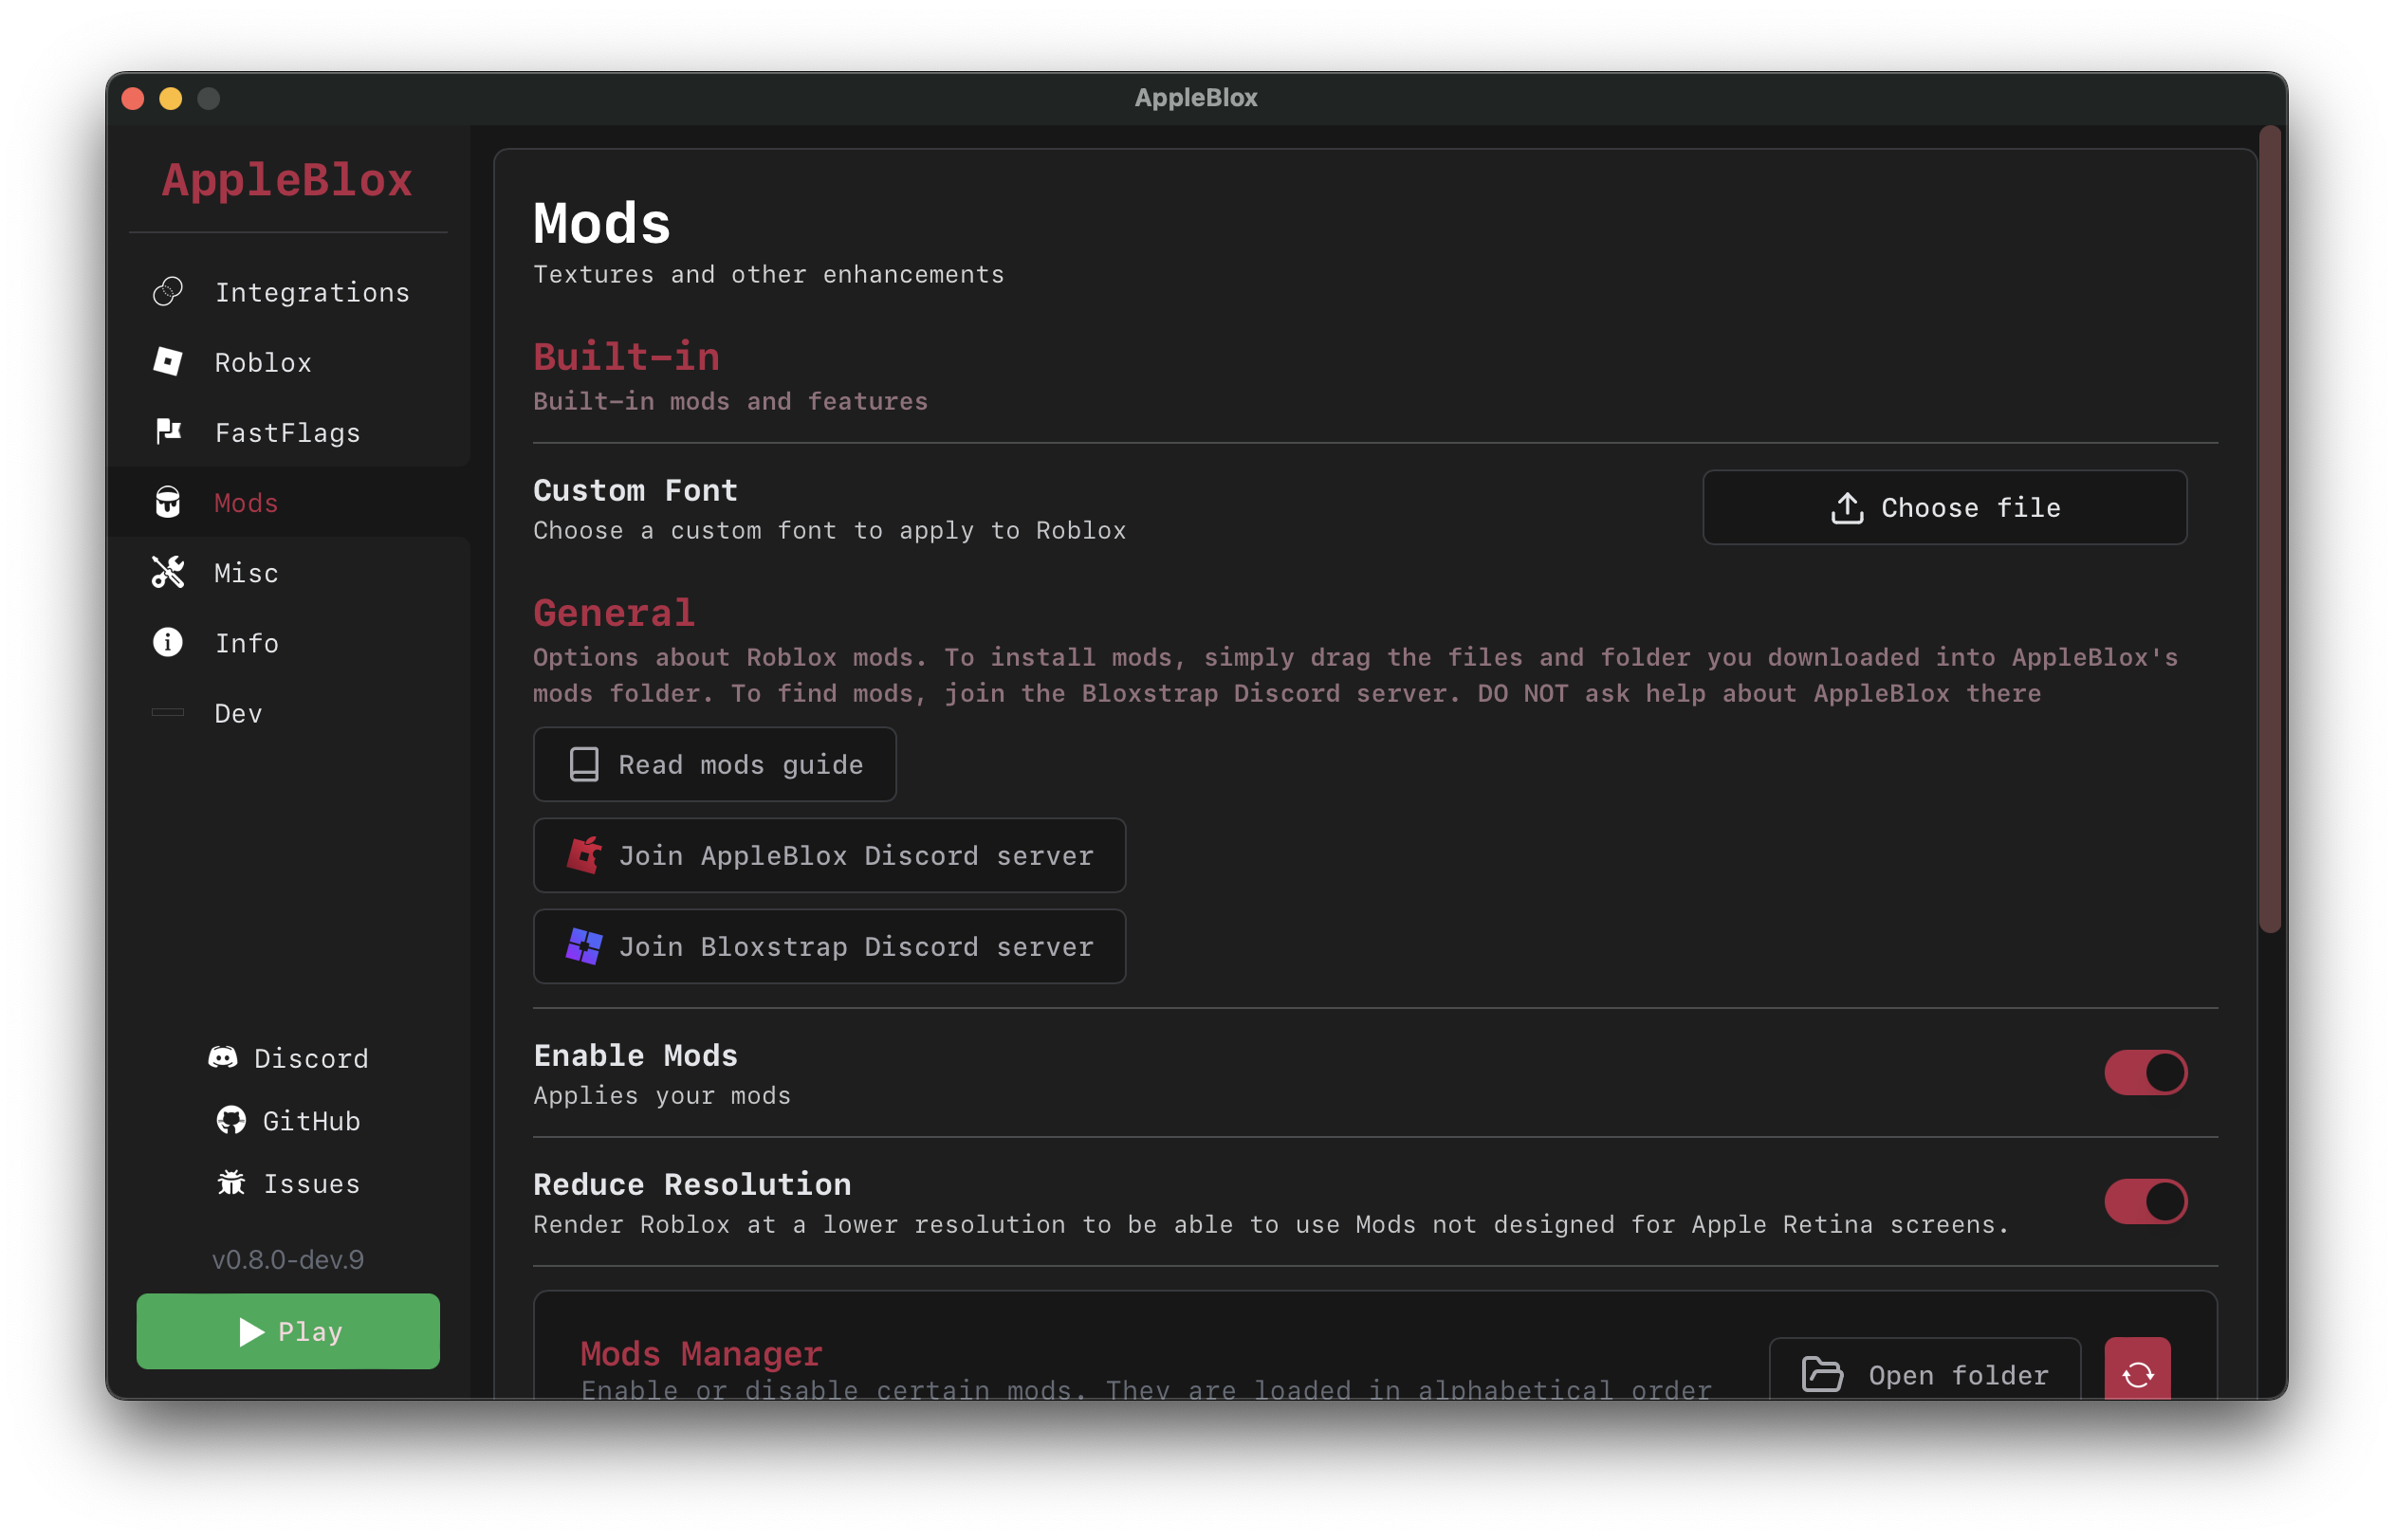 AppleBlox
AppleBlox
Integrations
Roblox
FastFlags
Mods
Misc
Info
Dev
Discord
GitHub
Issues
v0.8.0-dev.9
Play
Mods
Textures and other enhancements
Built-in
Built-in mods and features
Custom Font
Choose a custom font to apply to Roblox
Choose file
General
Options about Roblox mods. To install mods, simply drag the files and folder you downloaded into AppleBlox's
mods folder. To find mods, join the Bloxstrap Discord server. DO NOT ask help about AppleBlox there
Read mods guide
Join AppleBlox Discord server
Join Bloxstrap Discord server
Enable Mods
Applies your mods
Reduce Resolution
Render Roblox at a lower resolution to be able to use Mods not designed for Apple Retina screens.
Mods Manager
Enable or disable certain mods. They are loaded in alphabetical order
Open folder